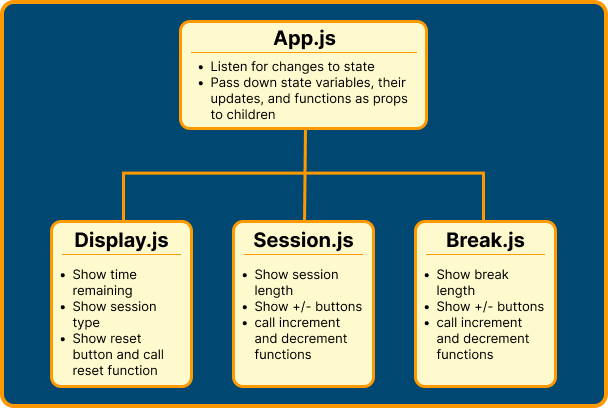 App.js
• Listen for changes to state
• Pass down state variables, their
updates, and functions as props
to children
Display.js
• Show time
remaining
• Show session
type
• Show reset
button and call
reset function
Session.js
• Show session
length
• Show +/- buttons
• call increment
and decrement
functions
Break.js
• Show break
length
• Show +/- buttons
• call increment
and decrement
functions